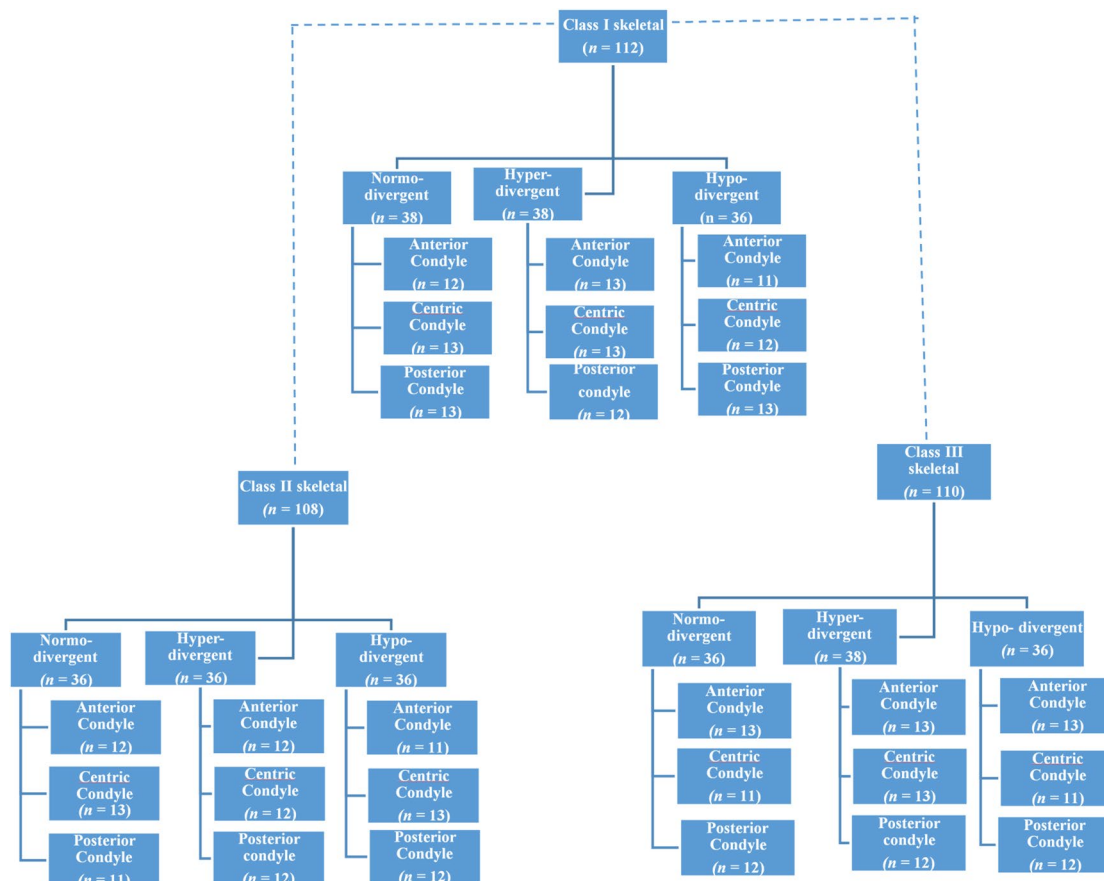 Class I skeletal
(n = 112)
Normo-
divergent
(n = 38)
Anterior
Condyle
(n = 12)
Centric
Condyle
(n = 13)
Posterior
Condyle
(n = 13)
Hyper-
divergent
(n = 38)
Anterior
Condyle
(n = 13)
Centric
Condyle
(n = 13)
Posterior
condyle
(n = 12)
Hypo-
divergent
(n = 36)
Anterior
Condyle
(n = 11)
Centric
Condyle
(n = 12)
Posterior
Condyle
(n = 13)
Class II skeletal
(n = 108)
Normo-
divergent
(n = 36)
Anterior
Condyle
(n = 12)
Centric
Condyle
(n = 13)
Posterior
Condyle
(n = 11)
Hyper-
divergent
(n = 36)
Anterior
Condyle
(n = 12)
Centric
Condyle
(n = 12)
Posterior
condyle
(n = 12)
Hypo-
divergent
(n = 36)
Anterior
Condyle
(n = 11)
Centric
Condyle
(n = 13)
Posterior
Condyle
(n = 12)
Class III
skeletal
(n = 110)
Normo-
divergent
(n = 36)
Anterior
Condyle
(n = 13)
Centric
Condyle
(n = 11)
Posterior
Condyle
(n = 12)
Hyper-
divergent
(n = 38)
Anterior
Condyle
(n = 13)
Centric
Condyle
(n = 13)
Posterior
condyle
(n = 12)
Hypo- divergent
(n = 36)
Anterior
Condyle
(n = 13)
Centric
Condyle
(n = 11)
Posterior
Condyle
(n = 12)